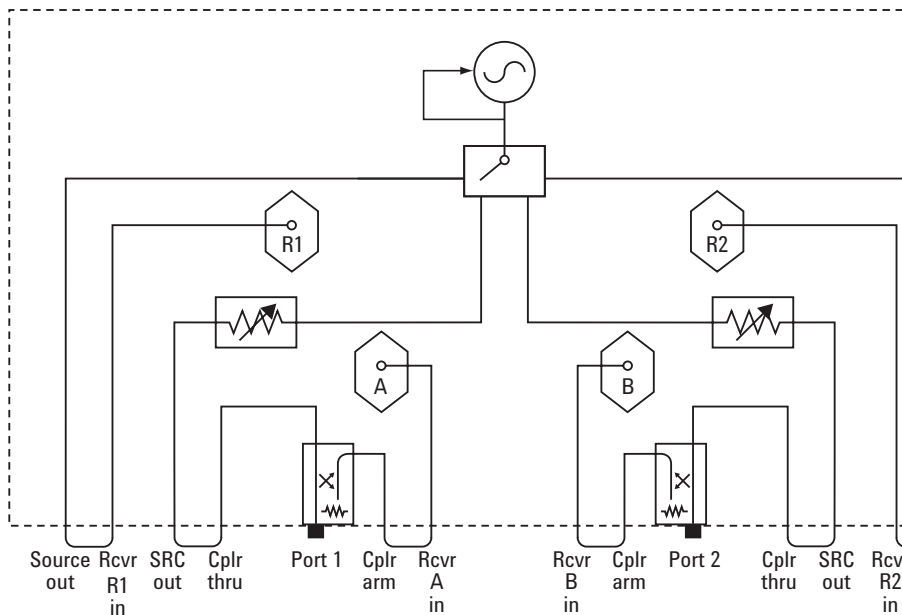 R1
R2
A
B
Source
out
Rcvr
R1
in
SRC
out
Cplr
thru
Port 1
Cplr
arm
Rcvr
A
in
Rcvr
B
in
Cplr
arm
Port 2
Cplr
thru
SRC
out
Rcv
R2
in